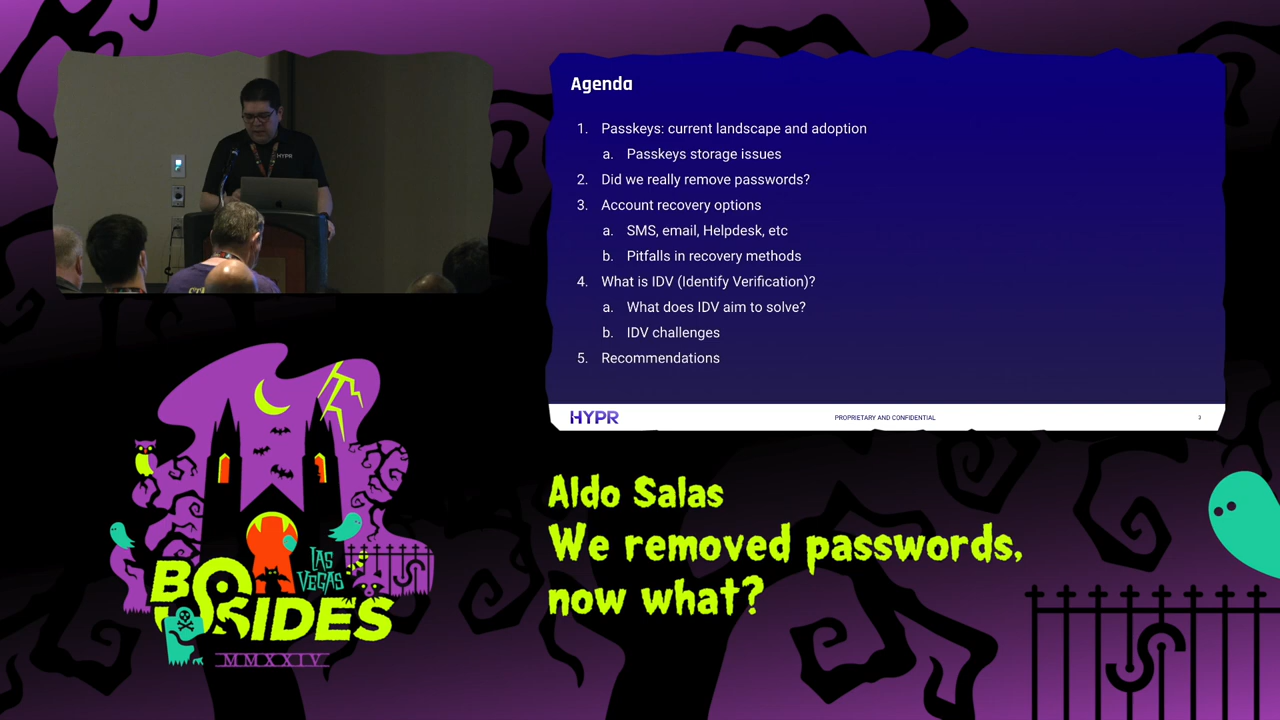 HYPR
Agenda
1. Passkeys: current landscape and adoption
a. Passkeys storage issues
2. Did we really remove passwords?
3. Account recovery options
a. SMS, email, Helpdesk, etc
b. Pitfalls in recovery methods
4. What is IDV (Identify Verification)?
a. What does IDV aim to solve?
b. IDV challenges
5. Recommendations
HYPR
PROPRIETARY AND CONFIDENTIAL
3
LAS
VEGAS
BSIDES
MMXXIV
Aldo Salas
We removed passwords,
now what?